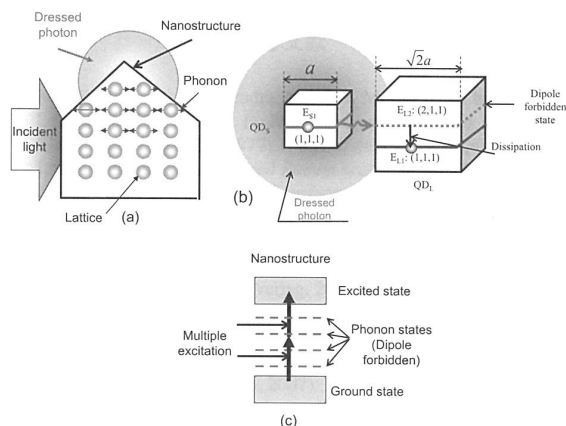 Dressed
photon
Nanostructure
Phonon
Incident
light
Lattice
(a)
a
√2a
E_S1
QD_S
(1,1,1)
E_L2: (2,1,1)
E_L1: (1,1,1)
QD_L
Dipole
forbidden
state
Dissipation
Dressed
photon
(b)
Nanostructure
Excited state
Multiple
excitation
Phonon states
(Dipole
forbidden)
Ground state
(c)